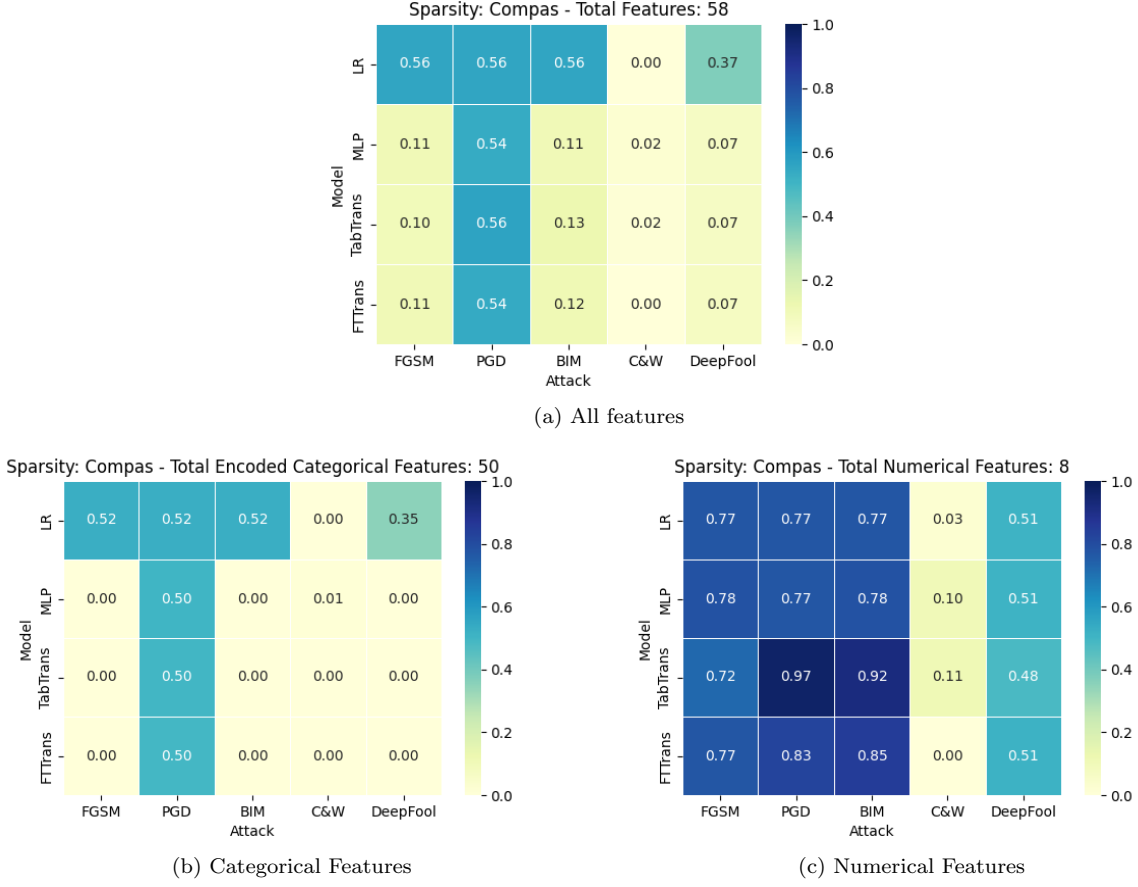 Sparsity: Compas - Total Features: 58
LR 0.56 0.56 0.56 0.00 0.37 1.0
MLP 0.11 0.54 0.11 0.02 0.07 0.8
Model 0.6
TabTrans 0.10 0.56 0.13 0.02 0.07 0.4
FTTrans 0.11 0.54 0.12 0.00 0.07 0.2
0.0
FGSM PGD BIM C&W DeepFool
Attack
(a) All features
Sparsity: Compas - Total Encoded Categorical Features: 50
LR 0.52 0.52 0.52 0.00 0.35 1.0
MLP 0.00 0.50 0.00 0.01 0.00 0.8
Model 0.6
TabTrans 0.00 0.50 0.00 0.00 0.00 0.4
FTTrans 0.00 0.50 0.00 0.00 0.00 0.2
0.0
FGSM PGD BIM C&W DeepFool
Attack
(b) Categorical Features
Sparsity: Compas - Total Numerical Features: 8
LR 0.77 0.77 0.77 0.03 0.51 1.0
MLP 0.78 0.77 0.78 0.10 0.51 0.8
Model 0.6
TabTrans 0.72 0.97 0.92 0.11 0.48 0.4
FTTrans 0.77 0.83 0.85 0.00 0.51 0.2
0.0
FGSM PGD BIM C&W DeepFool
Attack
(c) Numerical Features